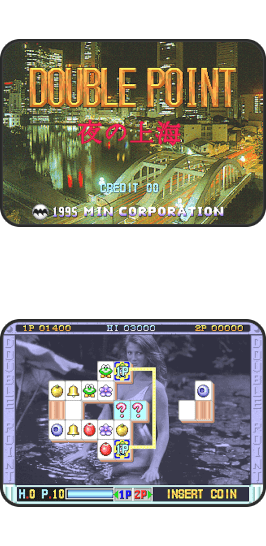 DOUBLE POINT
夜の上海
CREDIT 00
1995 MIN CORPORATION
1P 01400 HI 03000 2P 00000
DOUBLE POINT
DOUBLE POINT
? ?
H.0 P.10 1P 2P INSERT COIN